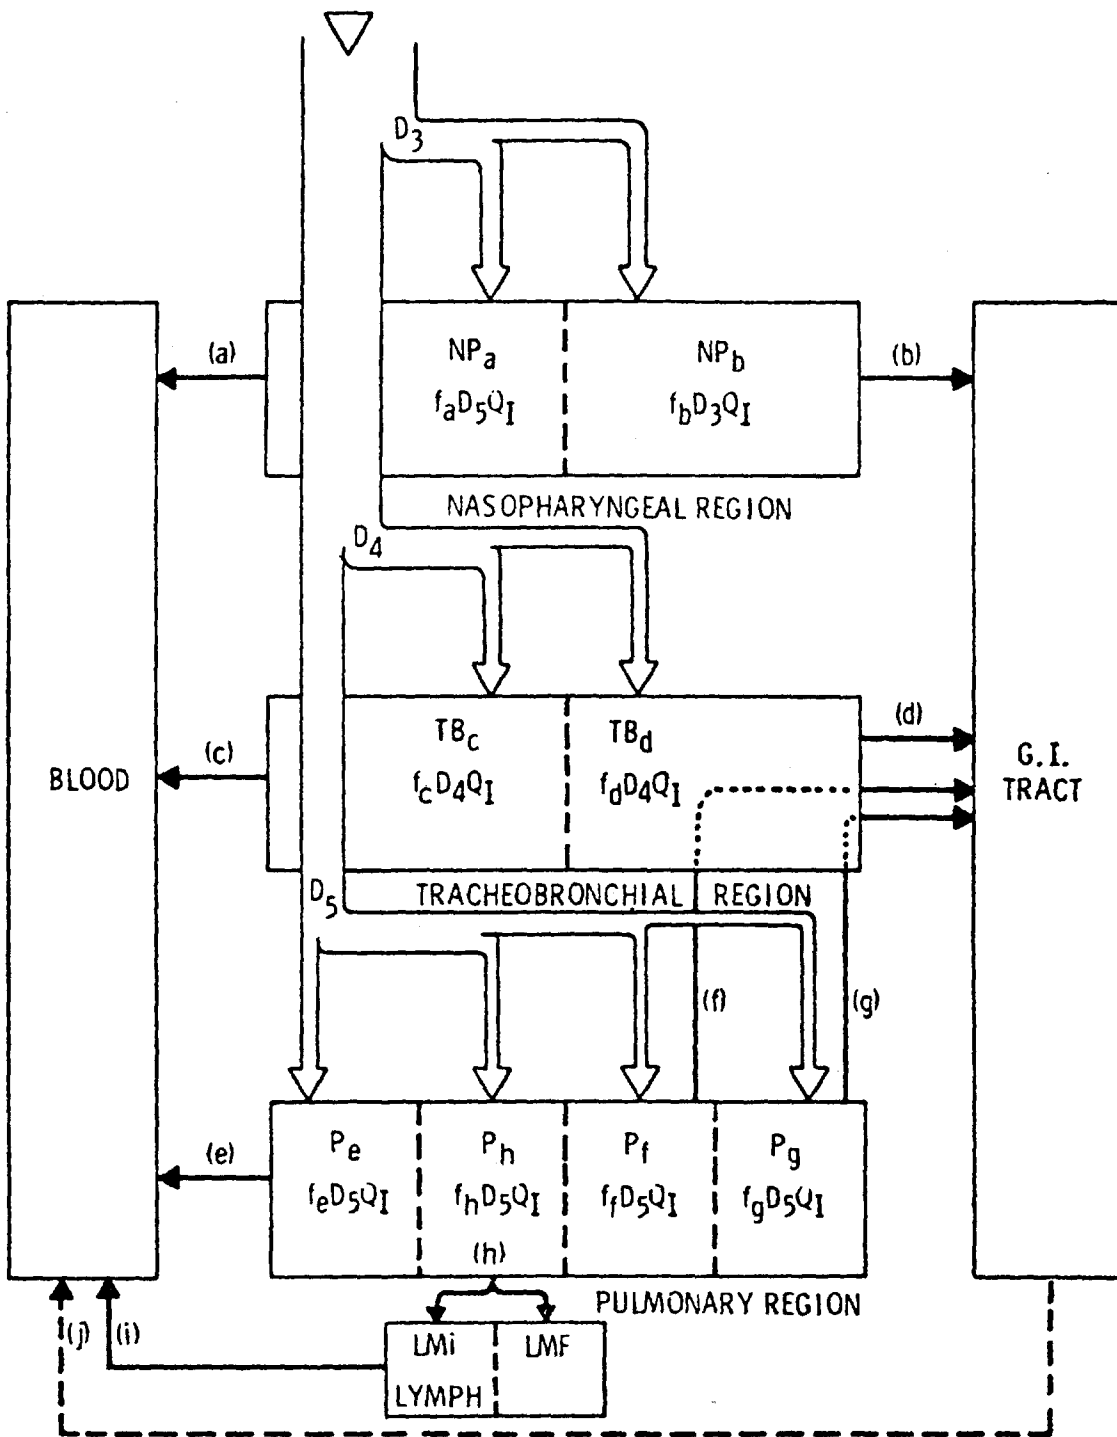 D3
(a)
NPa
faD5QI
NPb
fbD3QI
(b)
NASOPHARYNGEAL REGION
D4
BLOOD
(c)
TBc
fcD4QI
TBd
fdD4QI
(d)
G.I.
TRACT
TRACHEOBRONCHIAL REGION
D5
(f)
(g)
(e)
Pe
feD5QI
Ph
fhD5QI
(h)
Pf
ffD5QI
Pg
fgD5QI
PULMONARY REGION
(j)
(i)
LMi
LMF
LYMPH